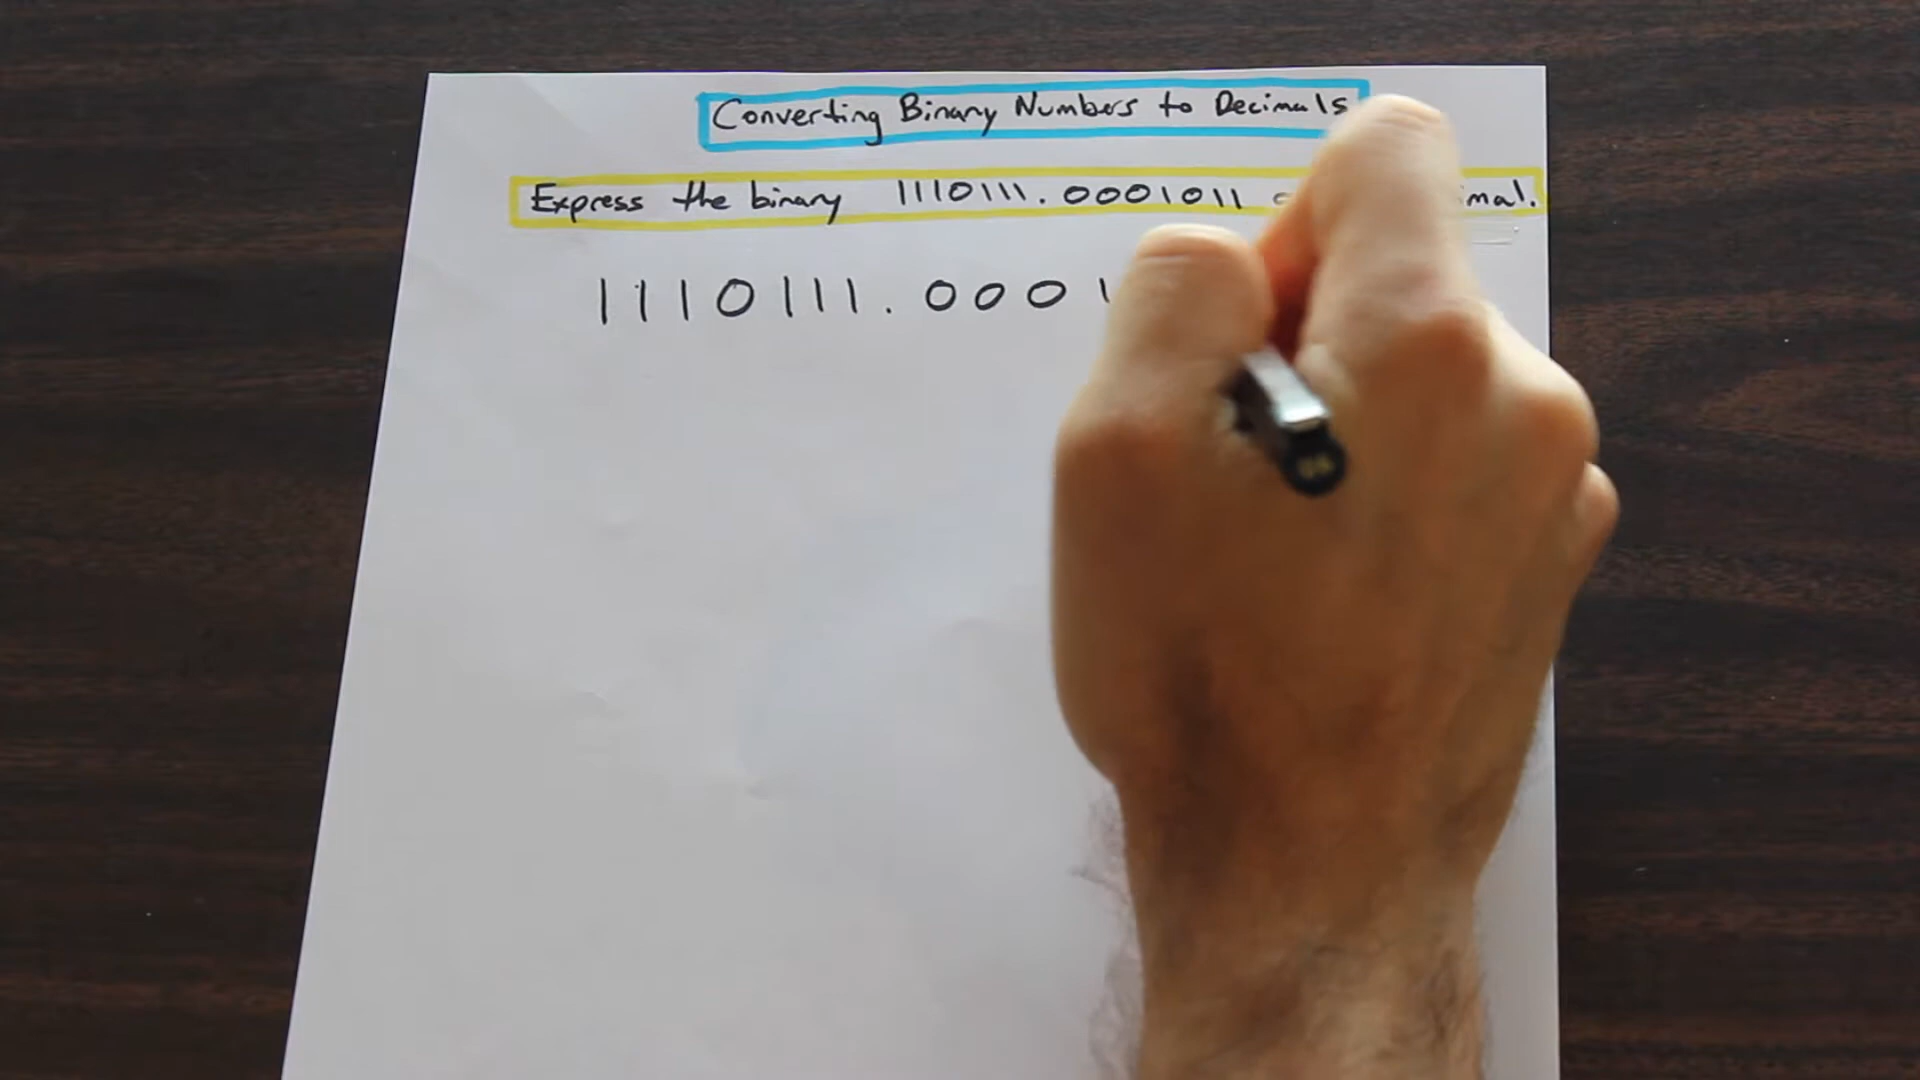 Converting Binary Numbers to Decimals
Express the binary 1110111.0001011
1110111.0001